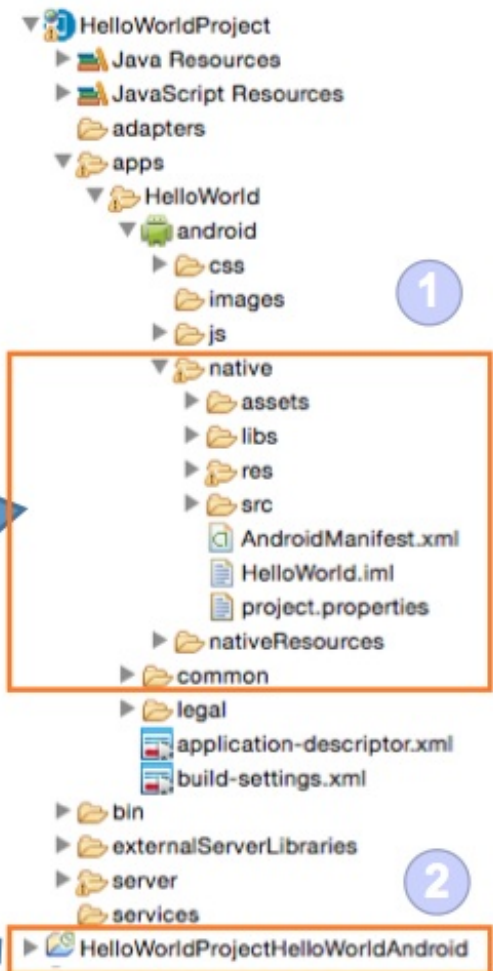 HelloWorldProject
Java Resources
JavaScript Resources
adapters
apps
HelloWorld
android
css
images
1
js
native
assets
libs
res
src
AndroidManifest.xml
HelloWorld.iml
project.properties
nativeResources
common
legal
application-descriptor.xml
build-settings.xml
bin
externalServerLibraries
server
2
services
HelloWorldProjectHelloWorldAndroid